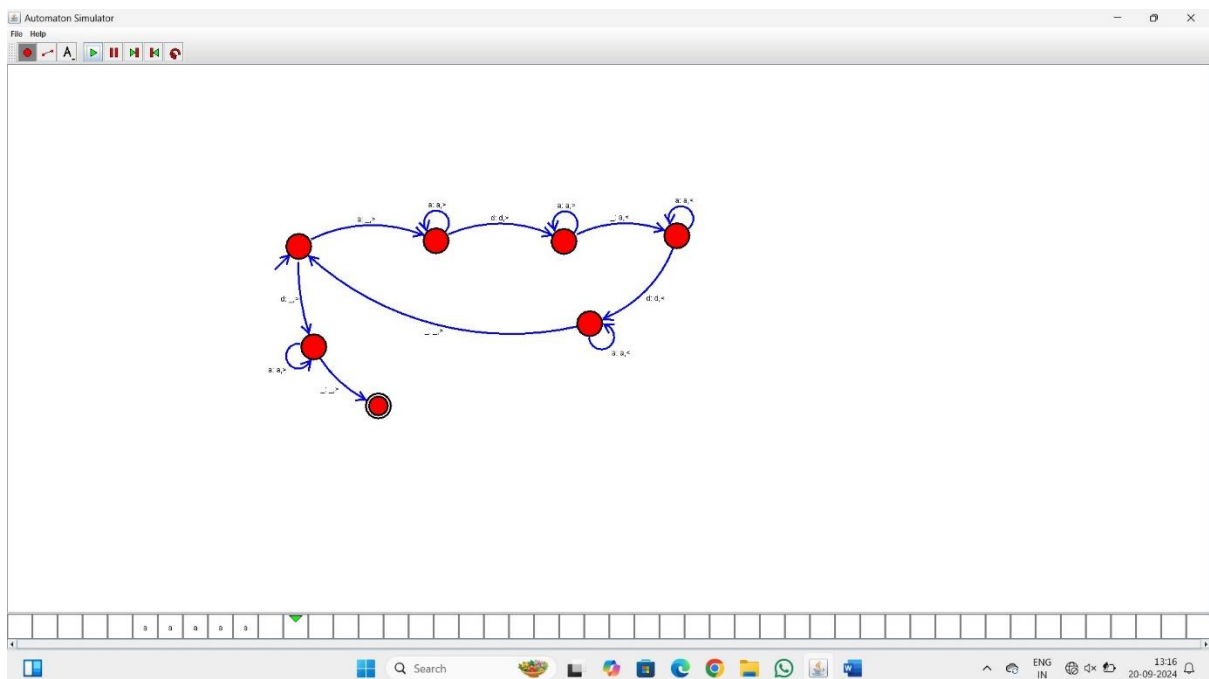 Automaton Simulator
File Help
A
a: a,>
a: a,>
a: a,<
a: _,>
d: d,>
_: a,<
d: _,>
d: d,<
_: _,>
a: a,<
a: a,>
_: _,>
a a a a a
Search
ENG
IN
13:16
20-09-2024